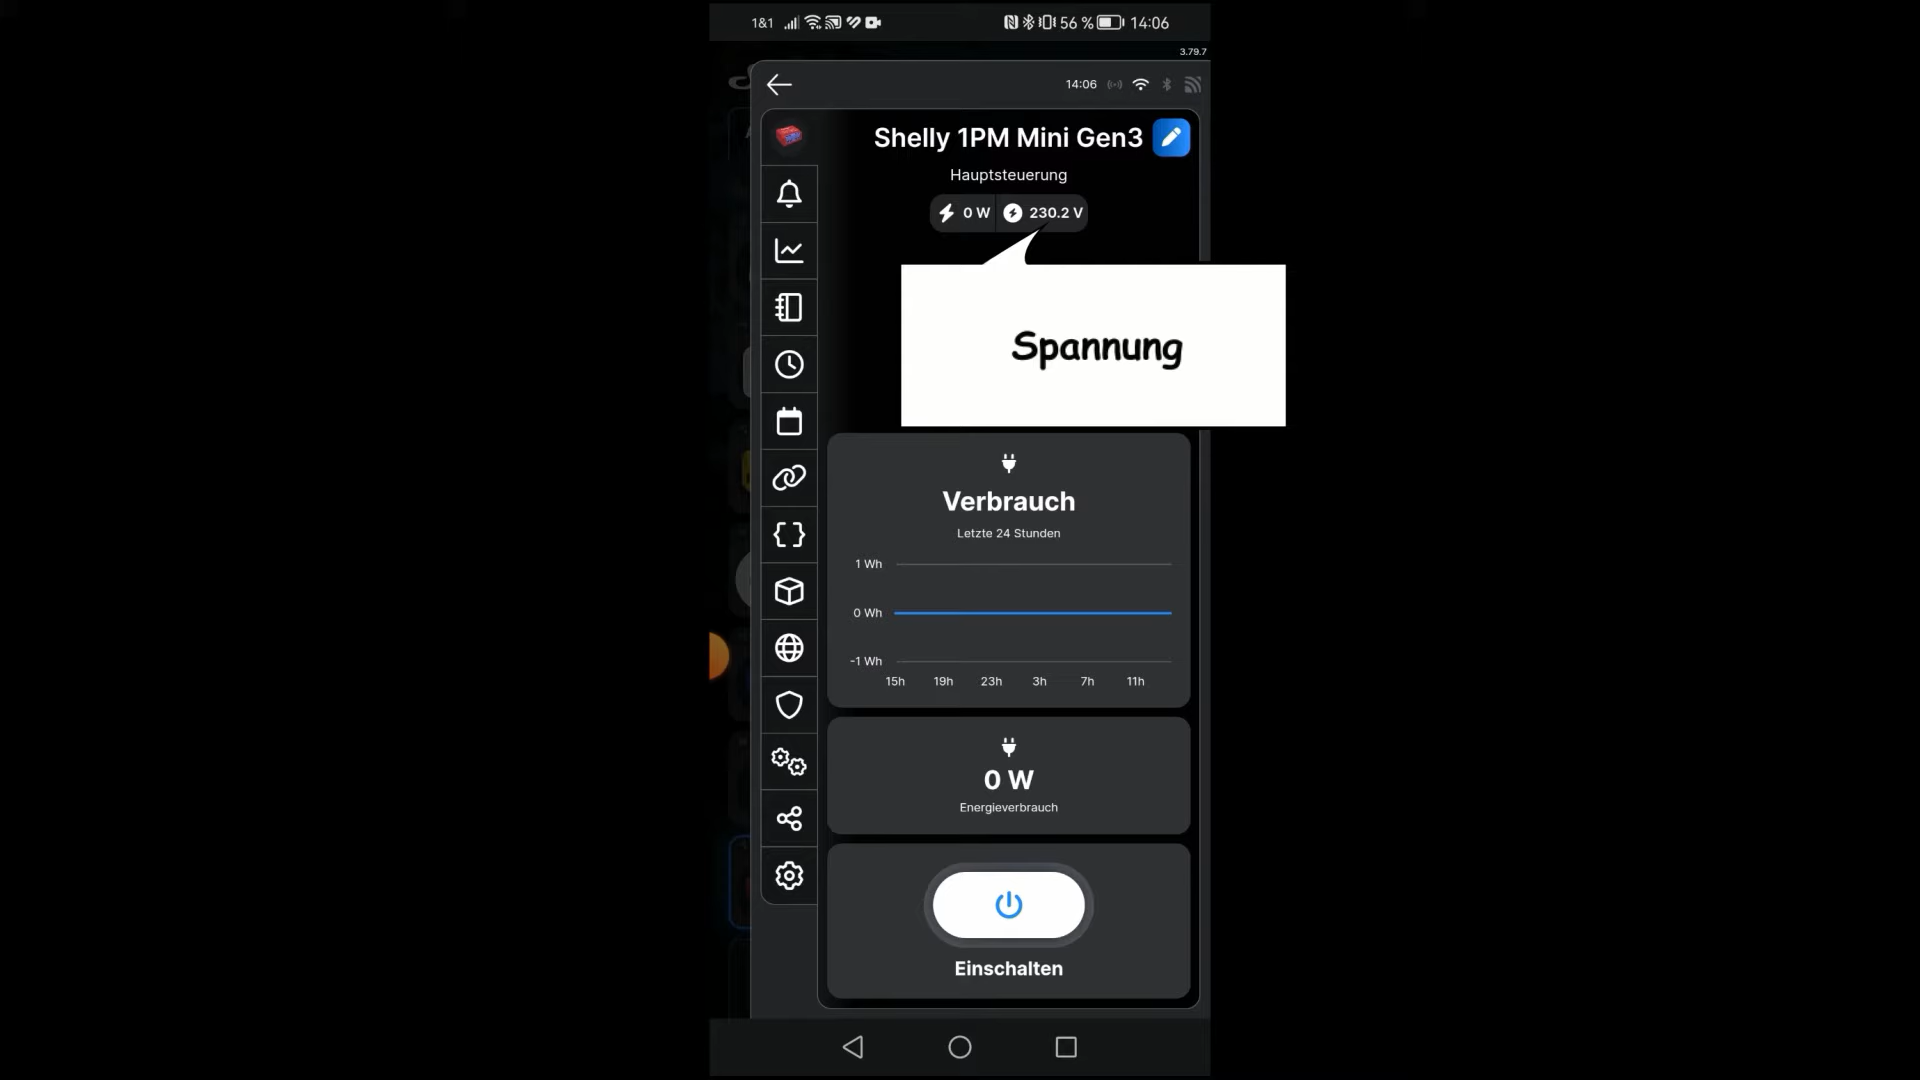 1&1 56 % 14:06
3.79.7
14:06
Shelly 1PM Mini Gen3
Hauptsteuerung
0 W 230.2 V
Spannung
Verbrauch
Letzte 24 Stunden
1 Wh
0 Wh
-1 Wh
15h 19h 23h 3h 7h 11h
0 W
Energieverbrauch
Einschalten